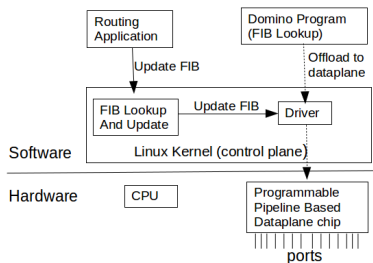 Routing
Application
Domino Program
(FIB Lookup)
Update FIB
Offload to
dataplane
FIB Lookup
And Update
Update FIB
Driver
Software
Linux Kernel (control plane)
Hardware
CPU
Programmable
Pipeline Based
Dataplane chip
ports